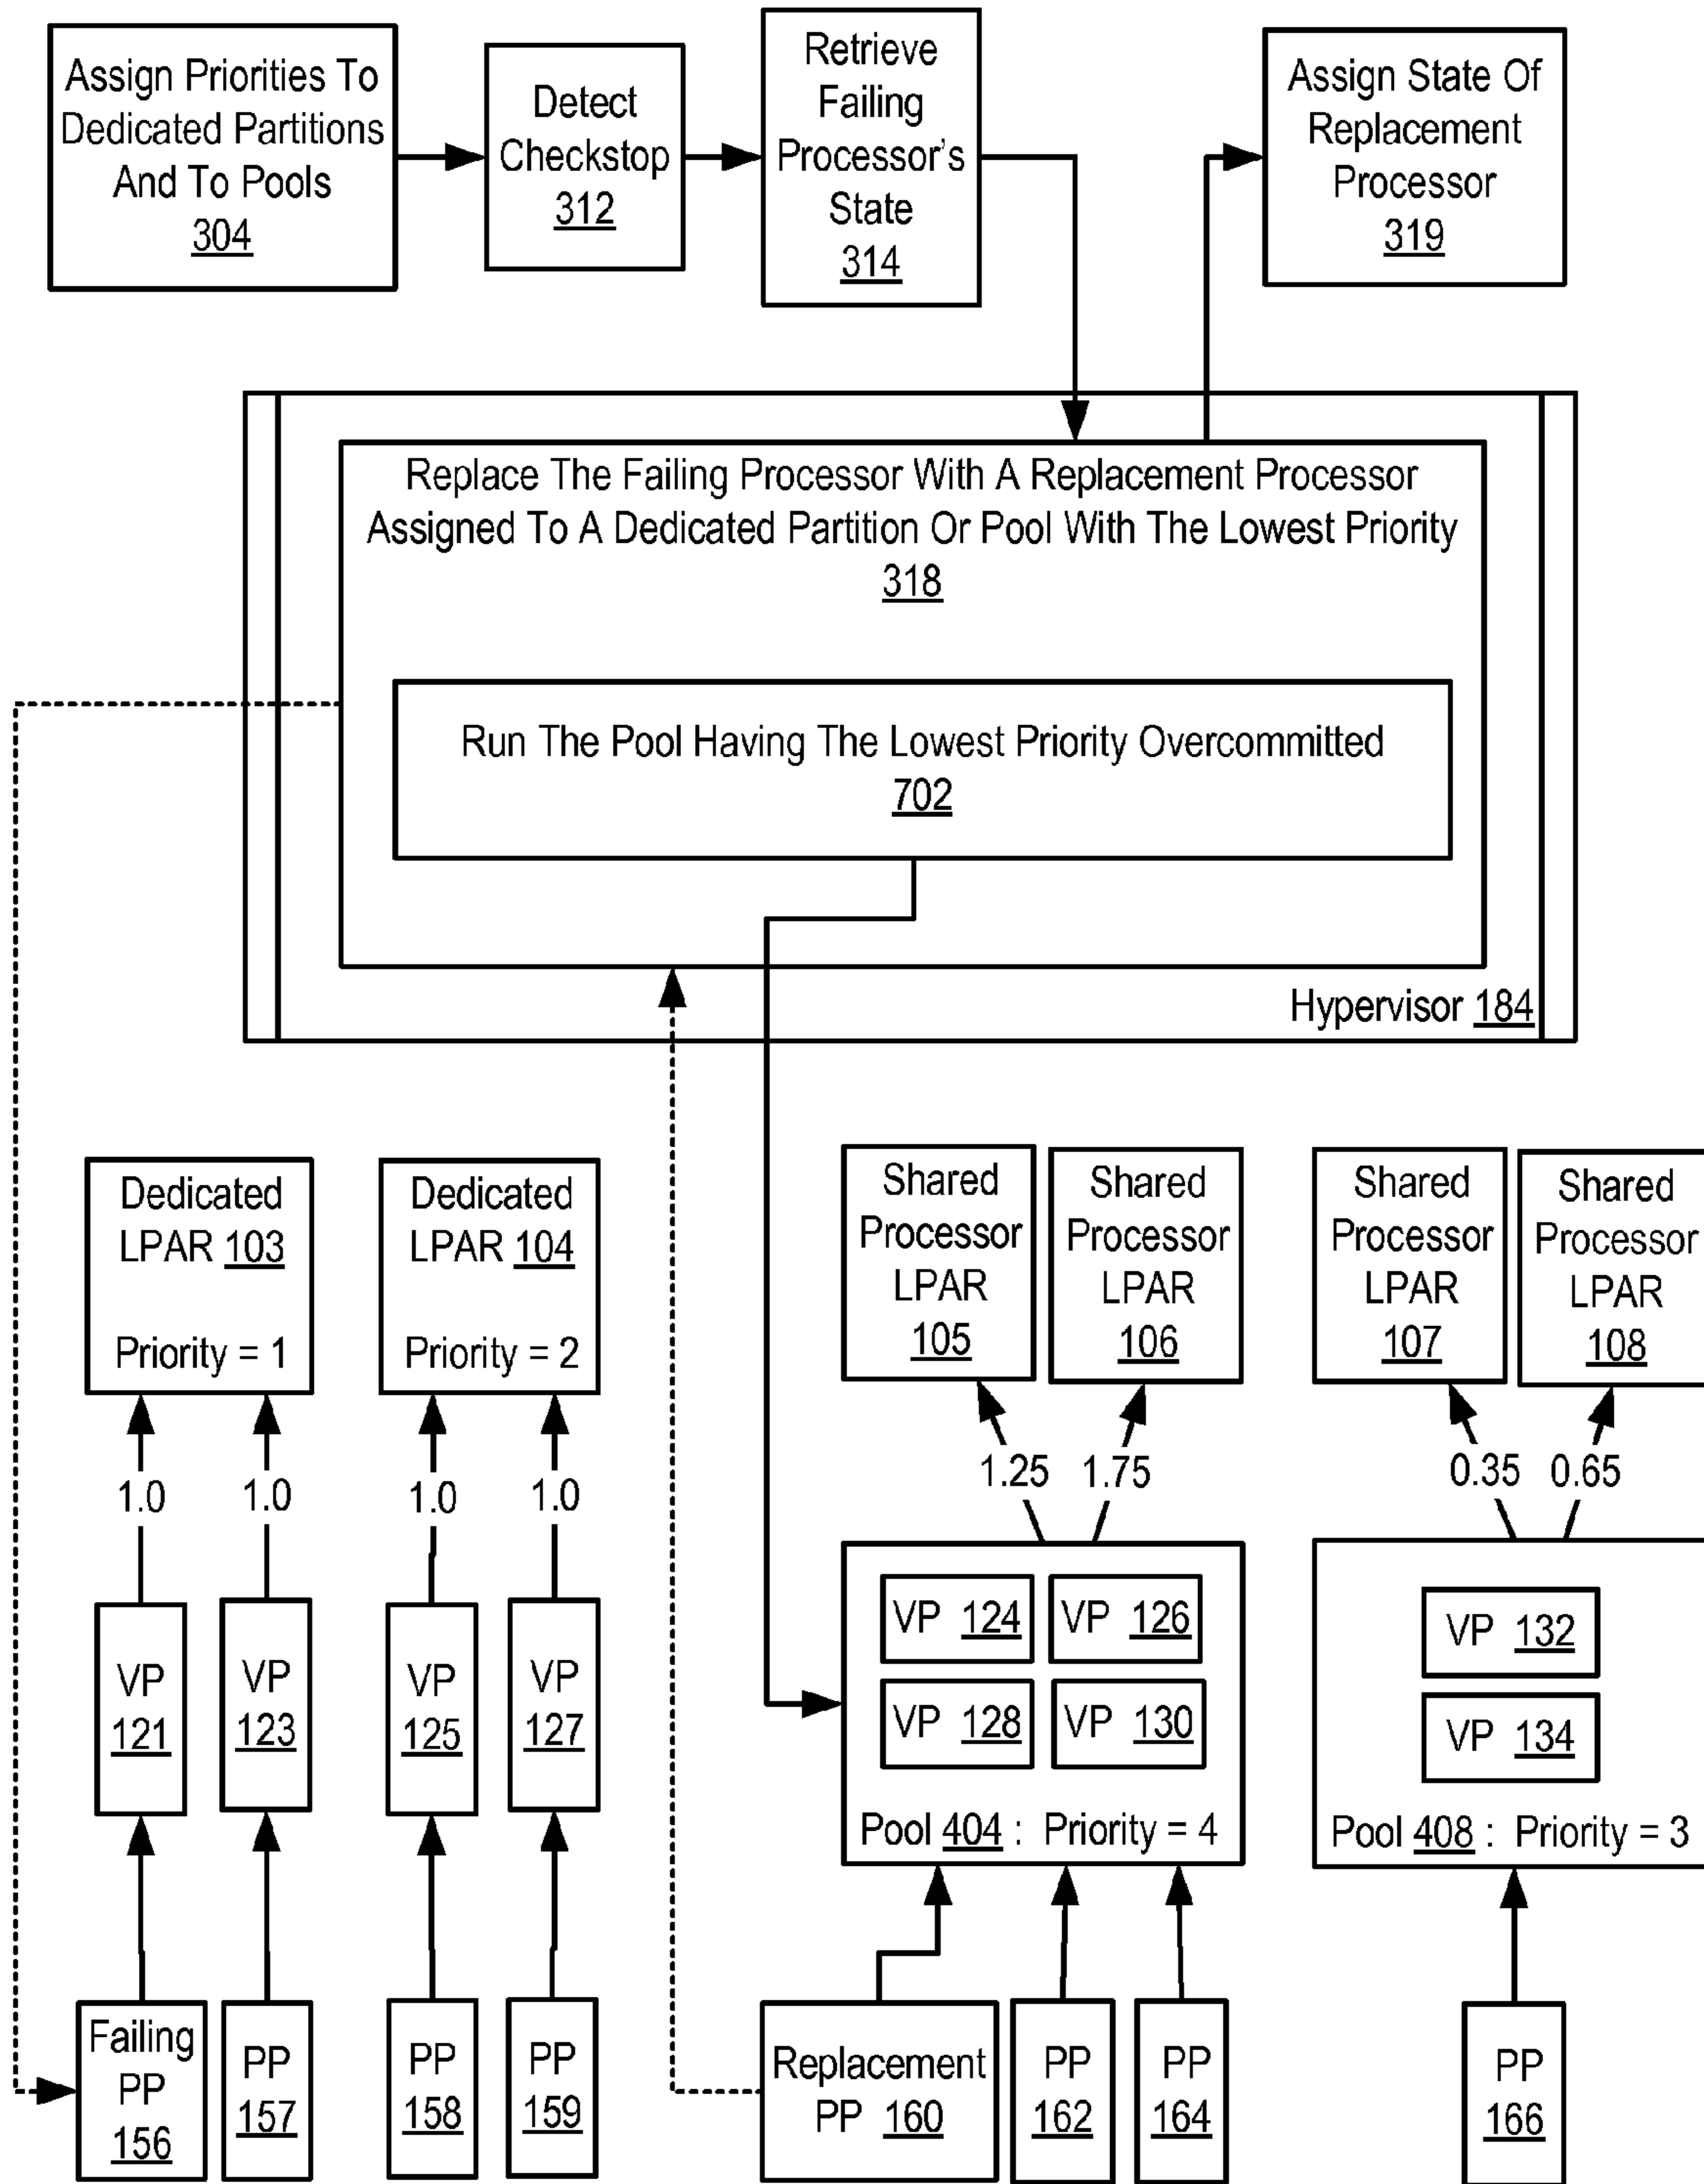 Assign Priorities To
Dedicated Partitions
And To Pools
304
Detect
Checkstop
312
Retrieve
Failing
Processor's
State
314
Assign State Of
Replacement
Processor
319
Replace The Failing Processor With A Replacement Processor
Assigned To A Dedicated Partition Or Pool With The Lowest Priority
318
Run The Pool Having The Lowest Priority Overcommitted
702
Hypervisor 184
Dedicated
LPAR 103
Priority = 1
Dedicated
LPAR 104
Priority = 2
Shared
Processor
LPAR
105
Shared
Processor
LPAR
106
Shared
Processor
LPAR
107
Shared
Processor
LPAR
108
1.0
1.0
1.0
1.0
1.25
1.75
0.35
0.65
VP
121
VP
123
VP
125
VP
127
VP 124
VP 126
VP 128
VP 130
Pool 404 : Priority = 4
VP 132
VP 134
Pool 408 : Priority = 3
Failing
PP
156
PP
157
PP
158
PP
159
Replacement
PP 160
PP
162
PP
164
PP
166